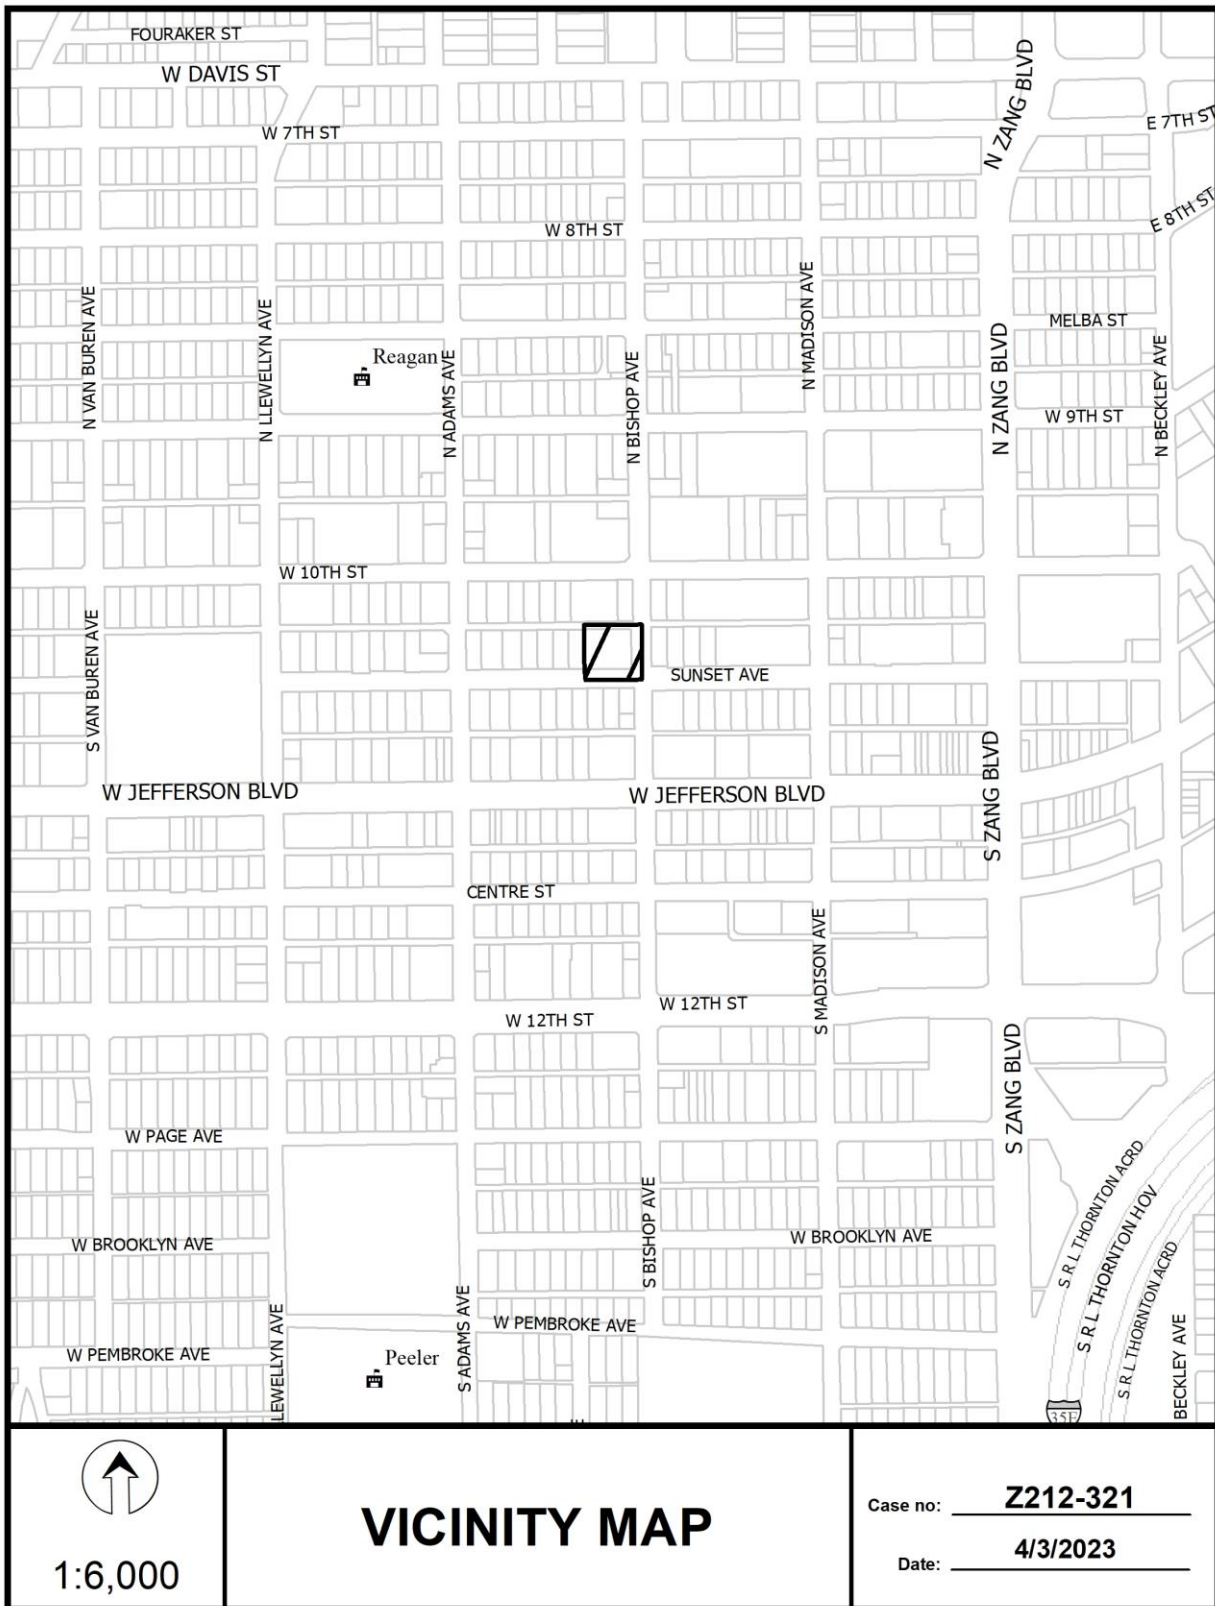 FOURAKER ST
W DAVIS ST
N ZANG BLVD
W 7TH ST
E 7TH ST
E 8TH ST
W 8TH ST
N VAN BUREN AVE
N LLEWELLYN AVE
N MADISON AVE
MELBA ST
Reagan
N ADAMS AVE
N BISHOP AVE
N ZANG BLVD
N BECKLEY AVE
W 9TH ST
W 10TH ST
S VAN BUREN AVE
SUNSET AVE
S ZANG BLVD
W JEFFERSON BLVD
W JEFFERSON BLVD
CENTRE ST
S MADISON AVE
W 12TH ST
W 12TH ST
S ZANG BLVD
W PAGE AVE
S R L THORNTON ACRD
S R L THORNTON HOV
S R L THORNTON ACRD
S BISHOP AVE
W BROOKLYN AVE
W BROOKLYN AVE
S ADAMS AVE
W PEMBROKE AVE
W PEMBROKE AVE
LEWELLYN AVE
Peeler
BECKLEY AVE
35E
1:6,000
VICINITY MAP
Case no: Z212-321
Date: 4/3/2023